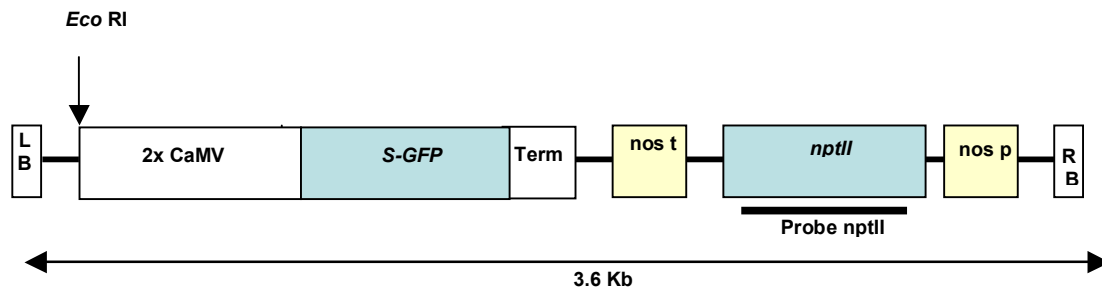 Eco RI
L
B
2x CaMV
S-GFP
Term
nos t
nptII
nos p
R
B
Probe nptII
3.6 Kb